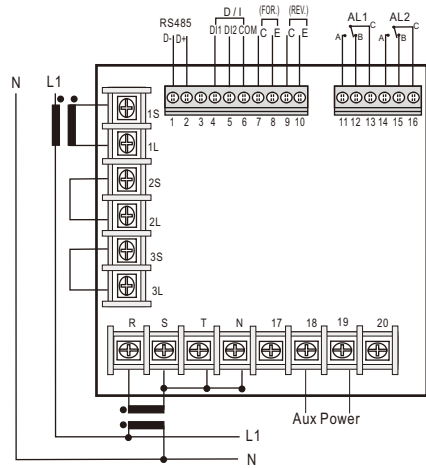 D / I (FOR.) (REV.) AL1 AL2
RS485
D- D+ DI1 DI2 COM C E C E A B C A B C
N L1
1 2 3 4 5 6 7 8 9 10 11 12 13 14 15 16
1S
1L
2S
2L
3S
3L
R S T N 17 18 19 20
Aux Power
L1
N